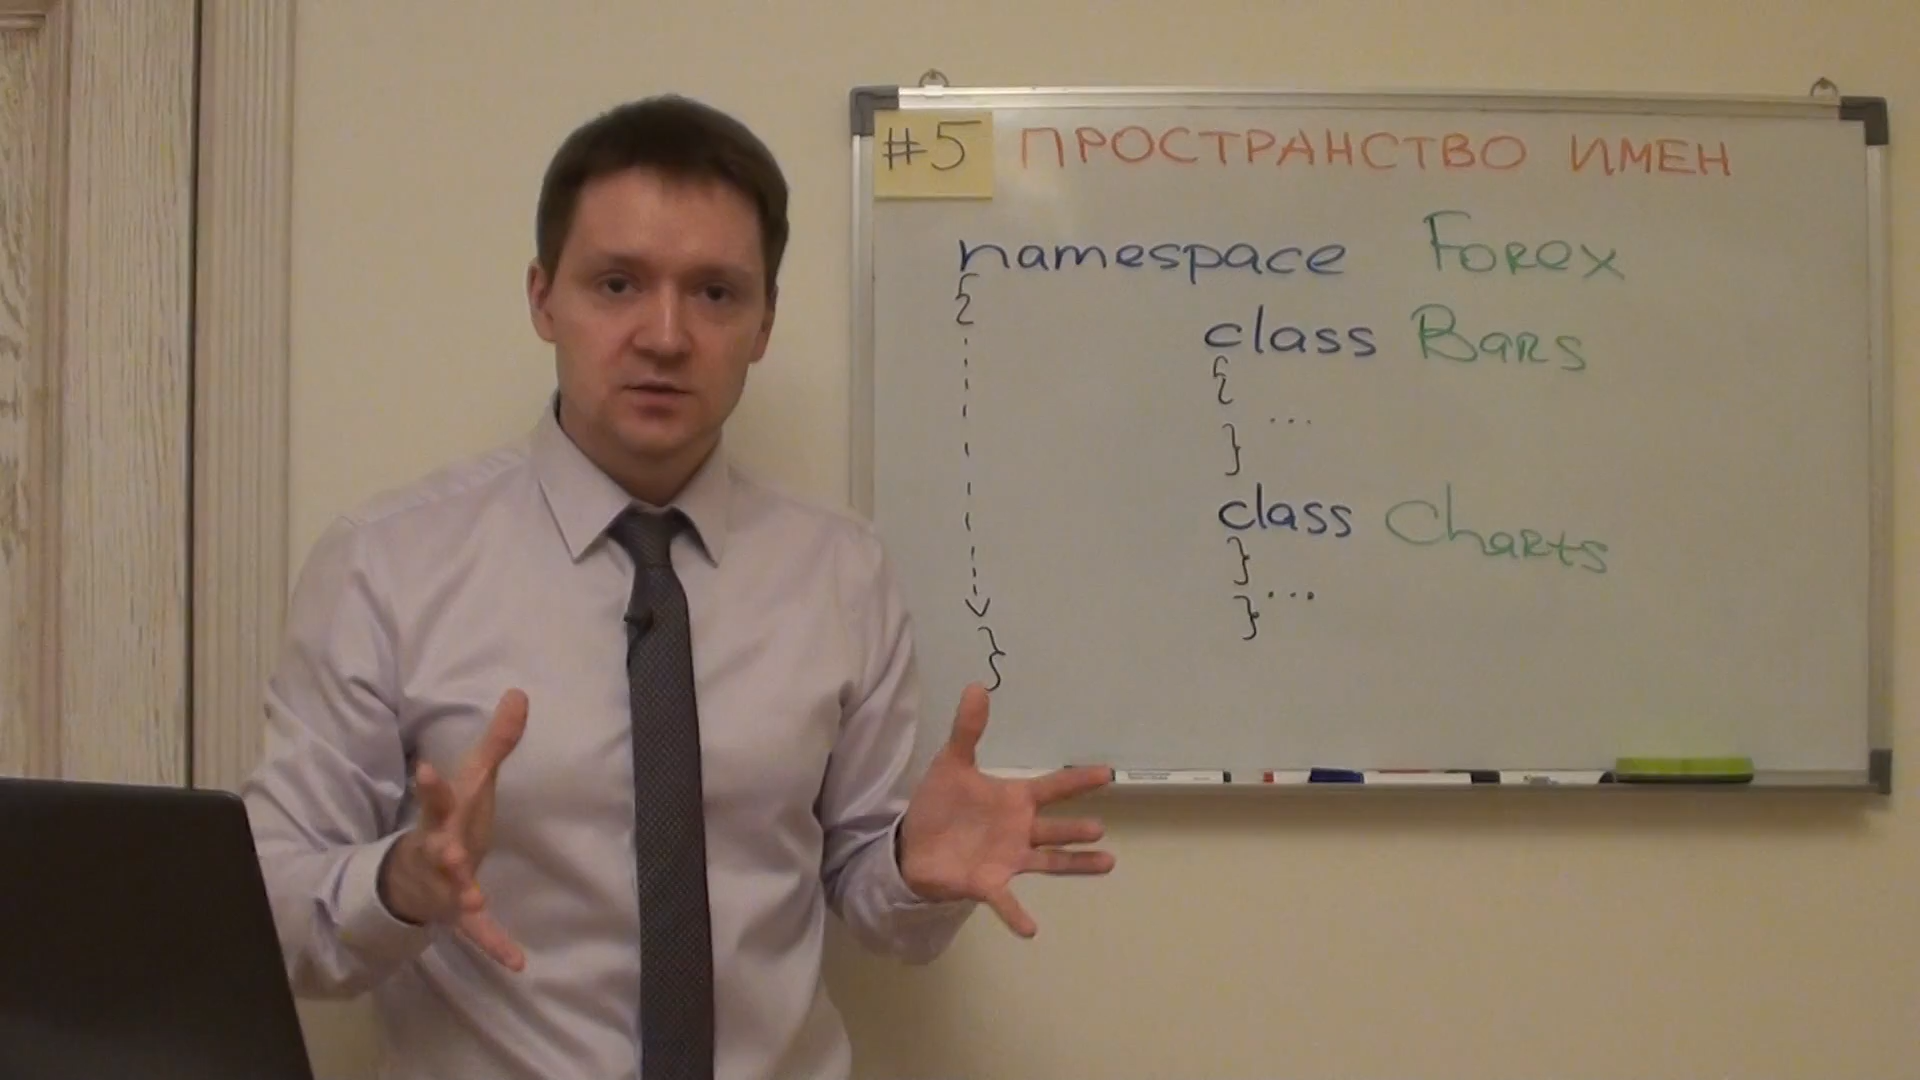 #5 ПРОСТРАНСТВО ИМЕН
namespace Forex
{
class Bars
{
...
}
class Charts
}
...
}
}